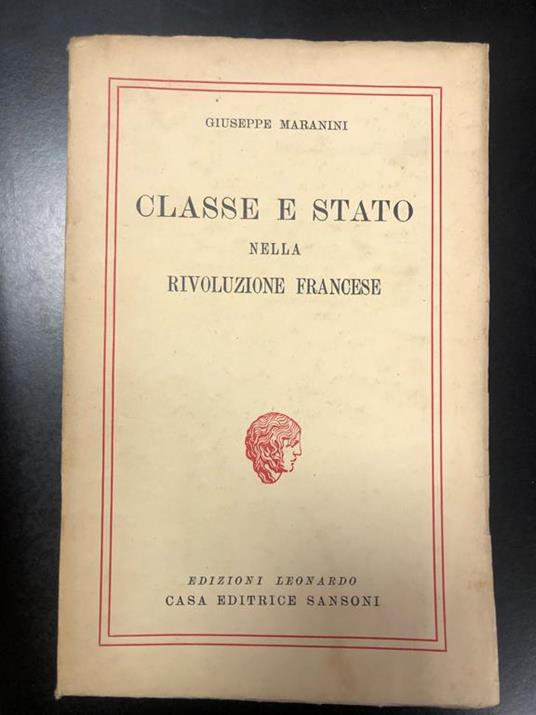 GIUSEPPE MARANINI
CLASSE E STATO
NELLA
RIVOLUZIONE FRANCESE
EDIZIONI LEONARDO
CASA EDITRICE SANSONI